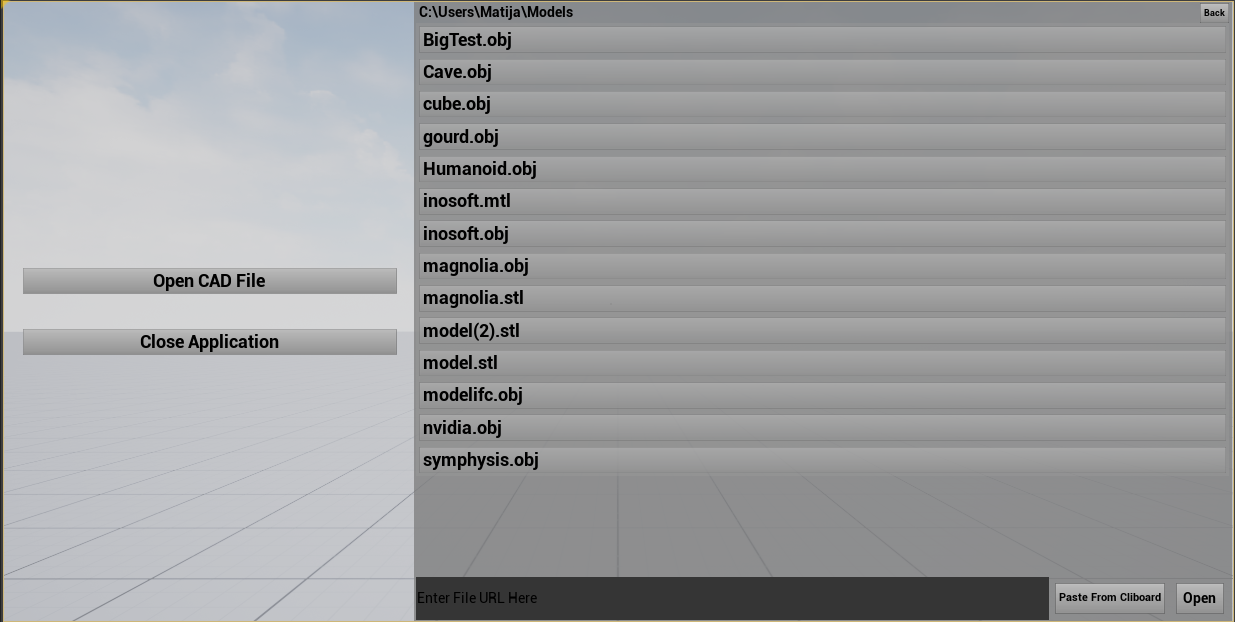 C:\Users\Matija\Models
Back
BigTest.obj
Cave.obj
cube.obj
gourd.obj
Humanoid.obj
inosoft.mtl
inosoft.obj
magnolia.obj
magnolia.stl
model(2).stl
model.stl
modelifc.obj
nvidia.obj
symphysis.obj
Open CAD File
Close Application
Enter File URL Here
Paste From Cliboard
Open